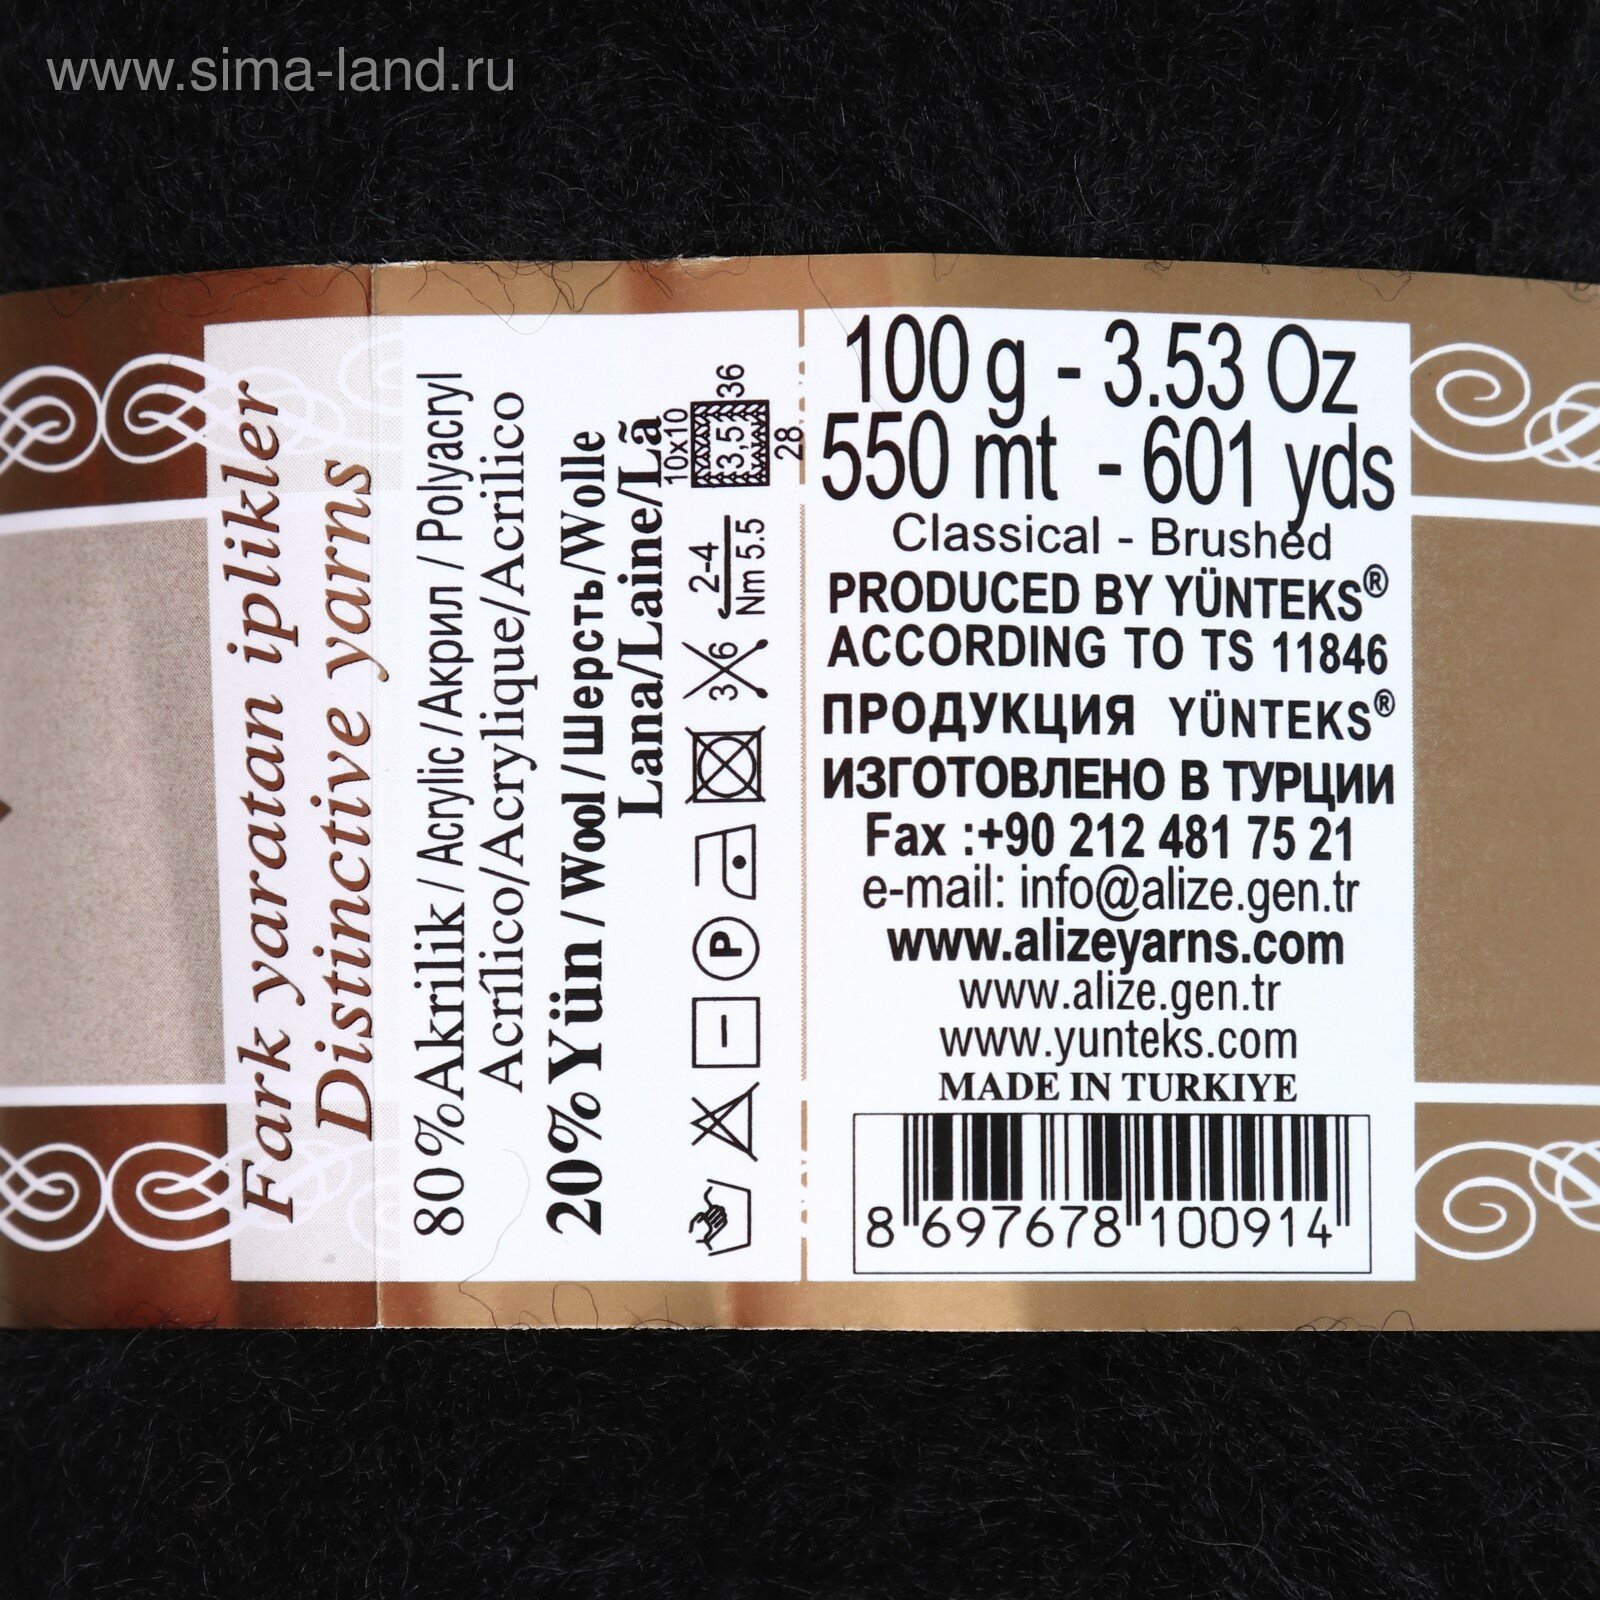 www.sima-land.ru
Fark yaratan iplikler
Distinctive yarns
80%Akrilik / Acrylic / Акрил / Polyacryl
Acrílico/Acrylique/Acrilico
20% Yün / Wool / Шерсть/Wolle
Lana/Laine/Lã
10x10
3,5
36
28
2-4
Nm 5.5
3 6
P
100 g - 3.53 Oz
550 mt - 601 yds
Classical - Brushed
PRODUCED BY YÜNTEKS®
ACCORDING TO TS 11846
ПРОДУКЦИЯ YÜNTEKS®
ИЗГОТОВЛЕНО В ТУРЦИИ
Fax :+90 212 481 75 21
e-mail: info@alize.gen.tr
www.alizeyarns.com
www.alize.gen.tr
www.yunteks.com
MADE IN TURKIYE
8 697678 100914